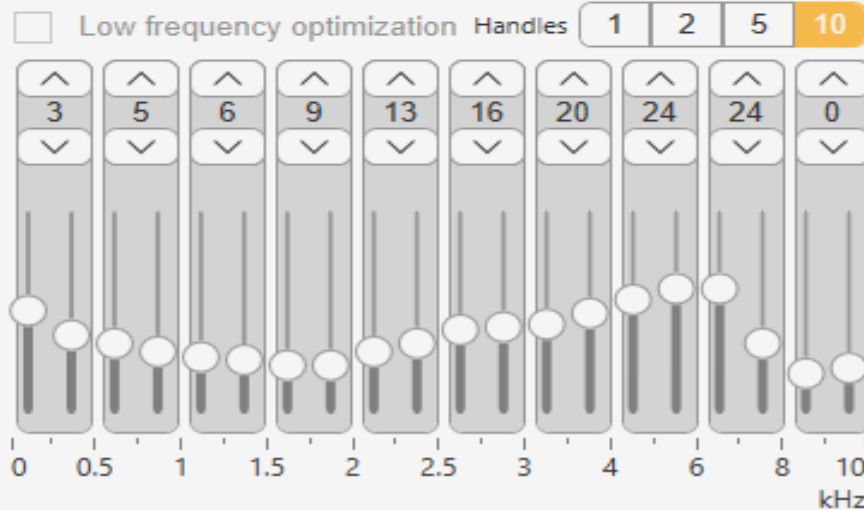 Low frequency optimization Handles 1 2 5 10
3 5 6 9 13 16 20 24 24 0
0 0.5 1 1.5 2 2.5 3 4 6 8 10
kHz